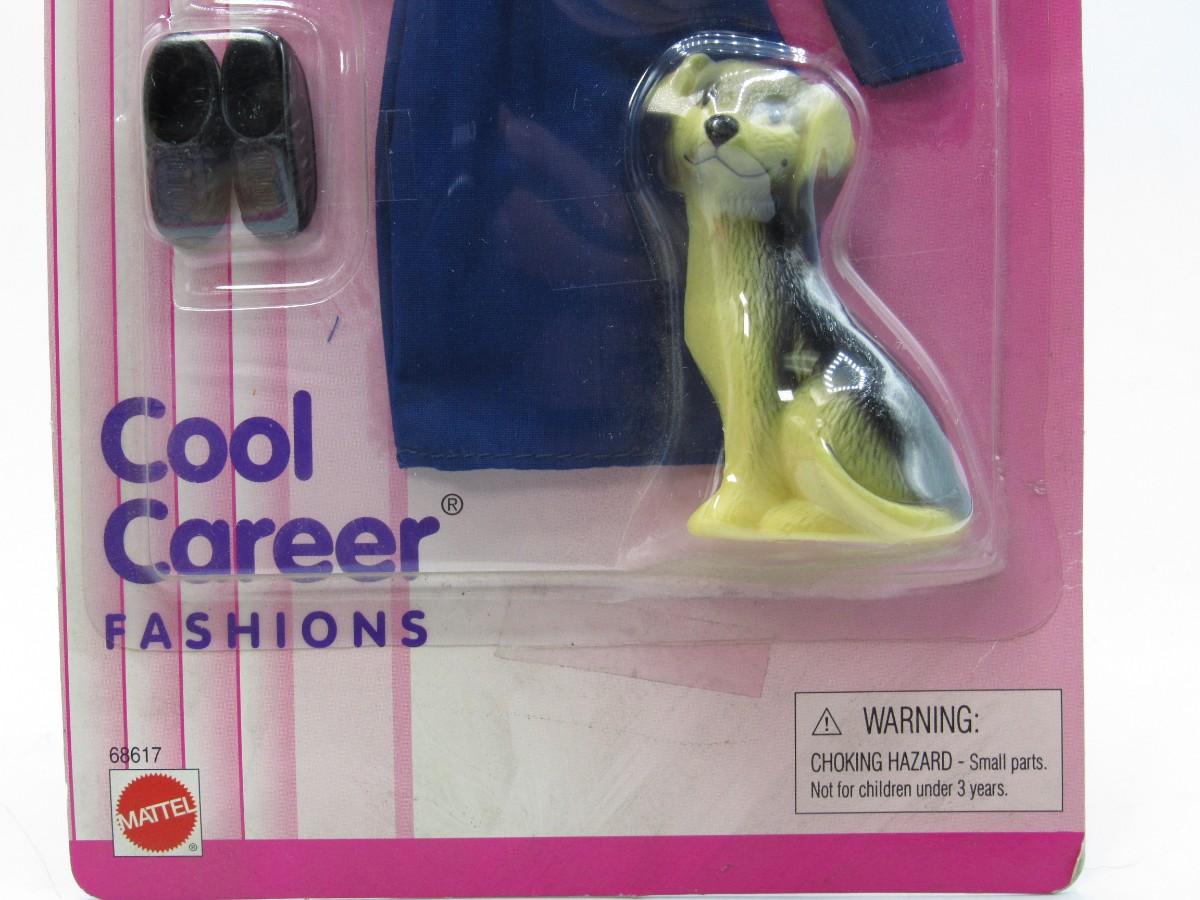 Cool
Career®
FASHIONS
68617
MATTEL
®
⚠ WARNING:
CHOKING HAZARD - Small parts.
Not for children under 3 years.